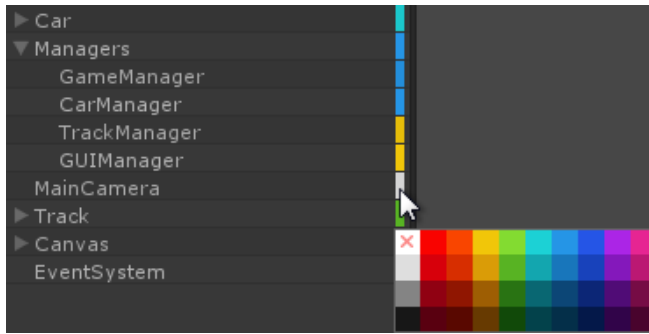 Car
Managers
GameManager
CarManager
TrackManager
GUIManager
MainCamera
Track
Canvas
EventSystem